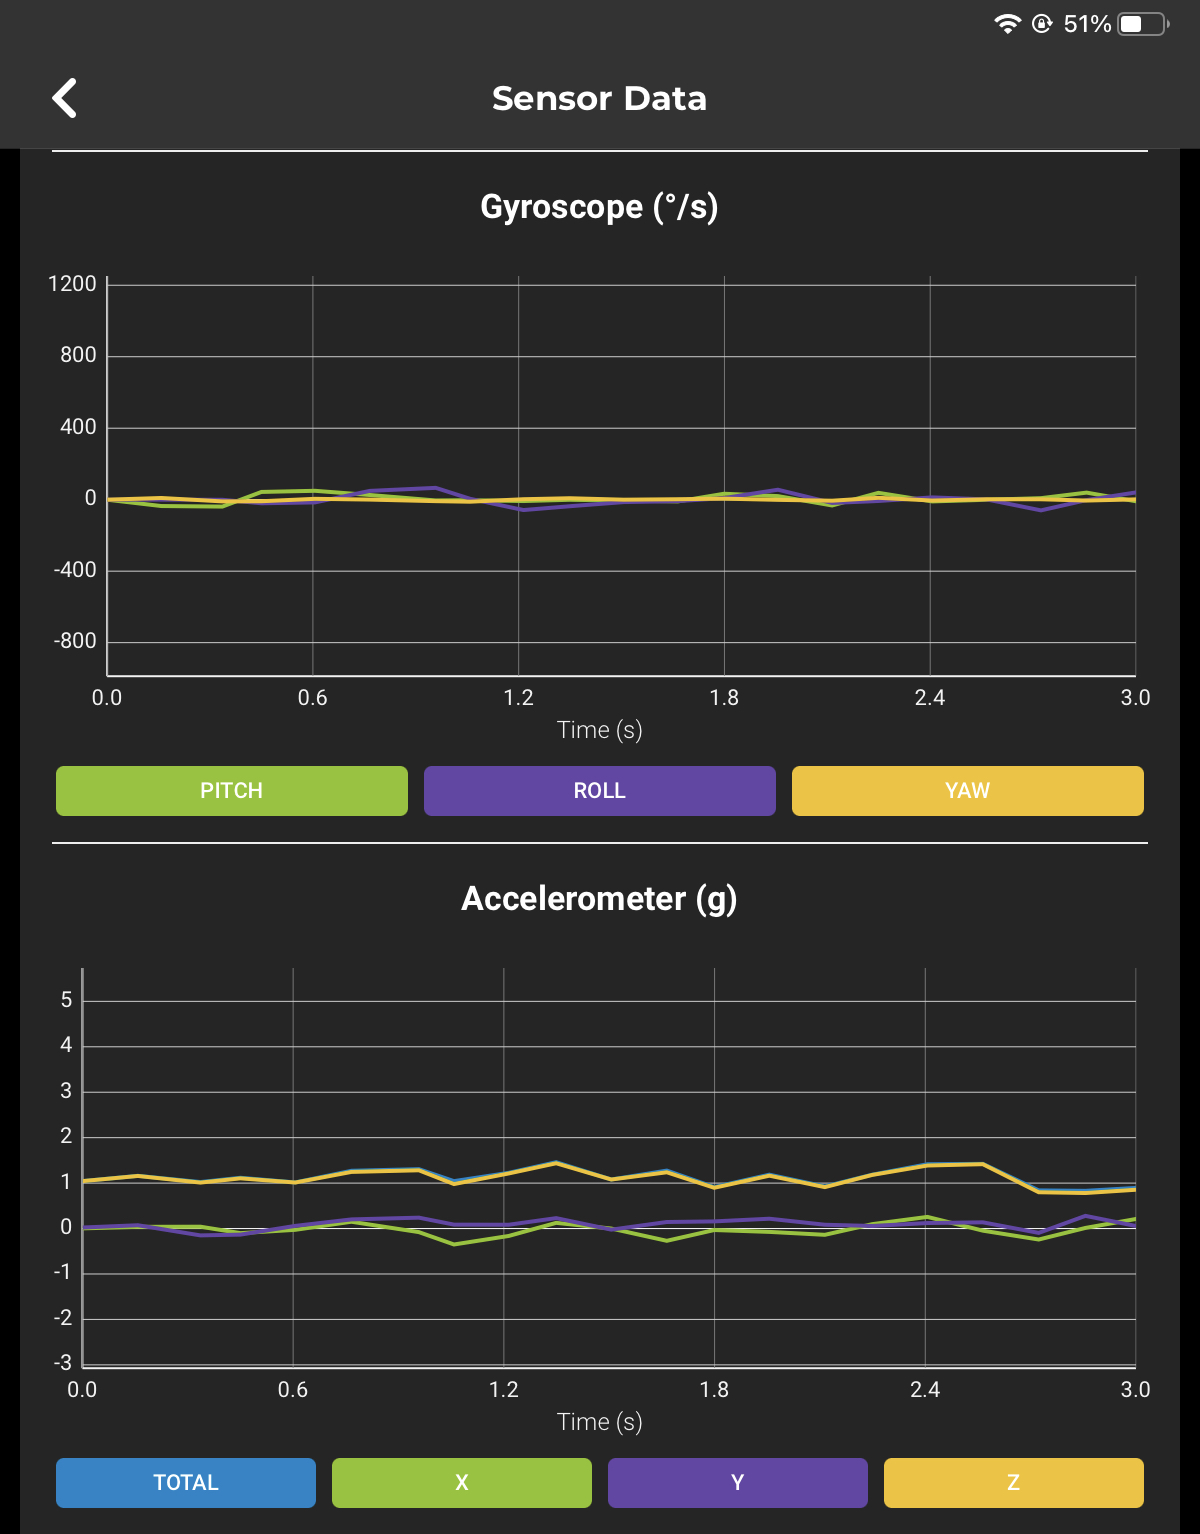 51%
Sensor Data
Gyroscope (°/s)
1200
800
400
0
-400
-800
0.0 0.6 1.2 1.8 2.4 3.0
Time (s)
PITCH ROLL YAW
Accelerometer (g)
5
4
3
2
1
0
-1
-2
-3
0.0 0.6 1.2 1.8 2.4 3.0
Time (s)
TOTAL X Y Z